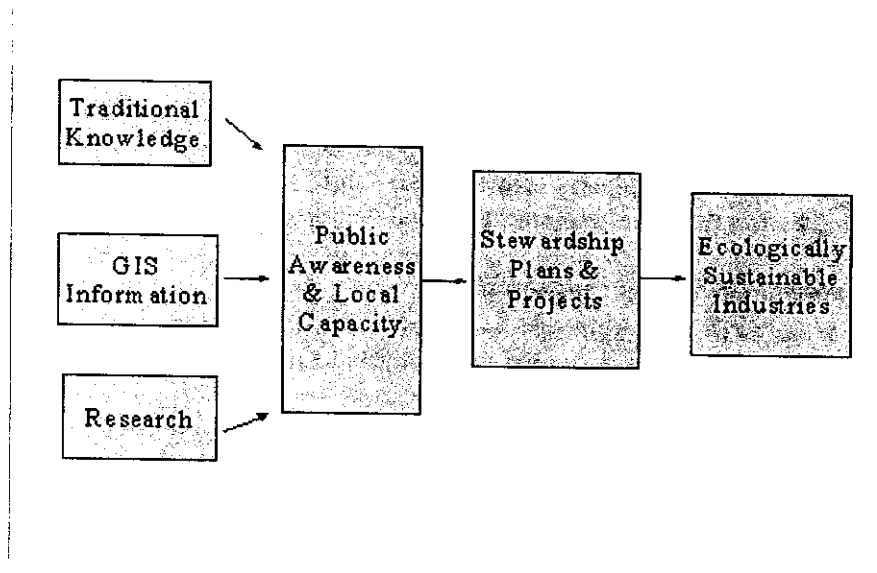 Traditional
Knowledge
GIS
Information
Research
Public
Awareness
& Local
Capacity
Stewardship
Plans &
Projects
Ecologically
Sustainable
Industries